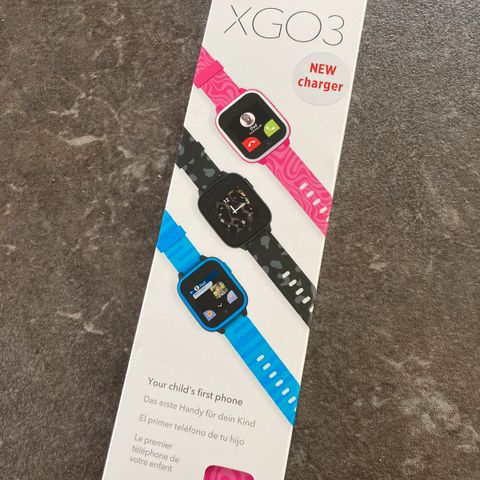 XGO3
NEW
charger
Your child's first phone
Das erste Handy für dein Kind
El primer teléfono de tu hijo
Le premier
téléphone de
votre enfant